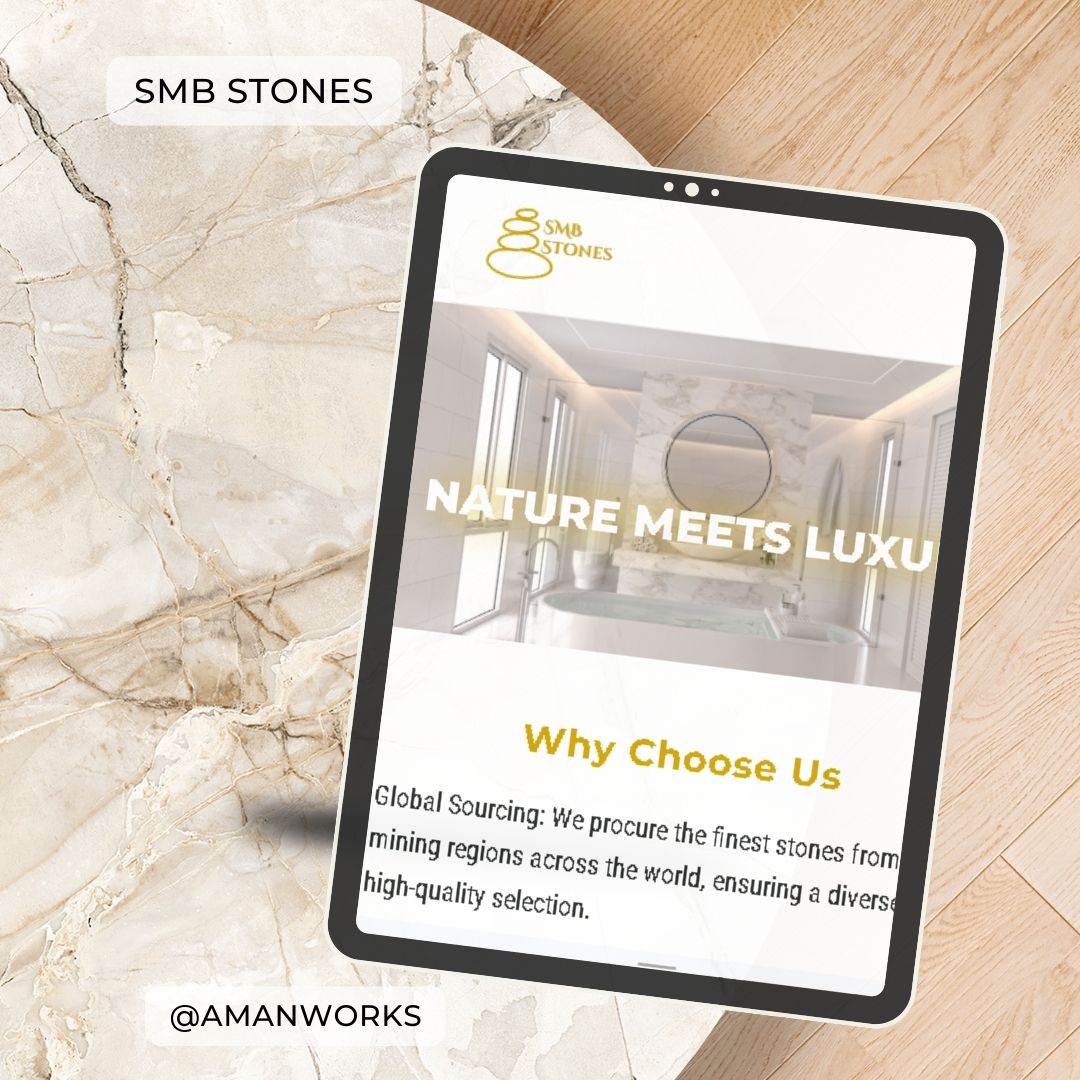 SMB STONES
SMB
STONES
NATURE MEETS LUXU
Why Choose Us
Global Sourcing: We procure the finest stones from
mining regions across the world, ensuring a diverse
high-quality selection.
@AMANWORKS